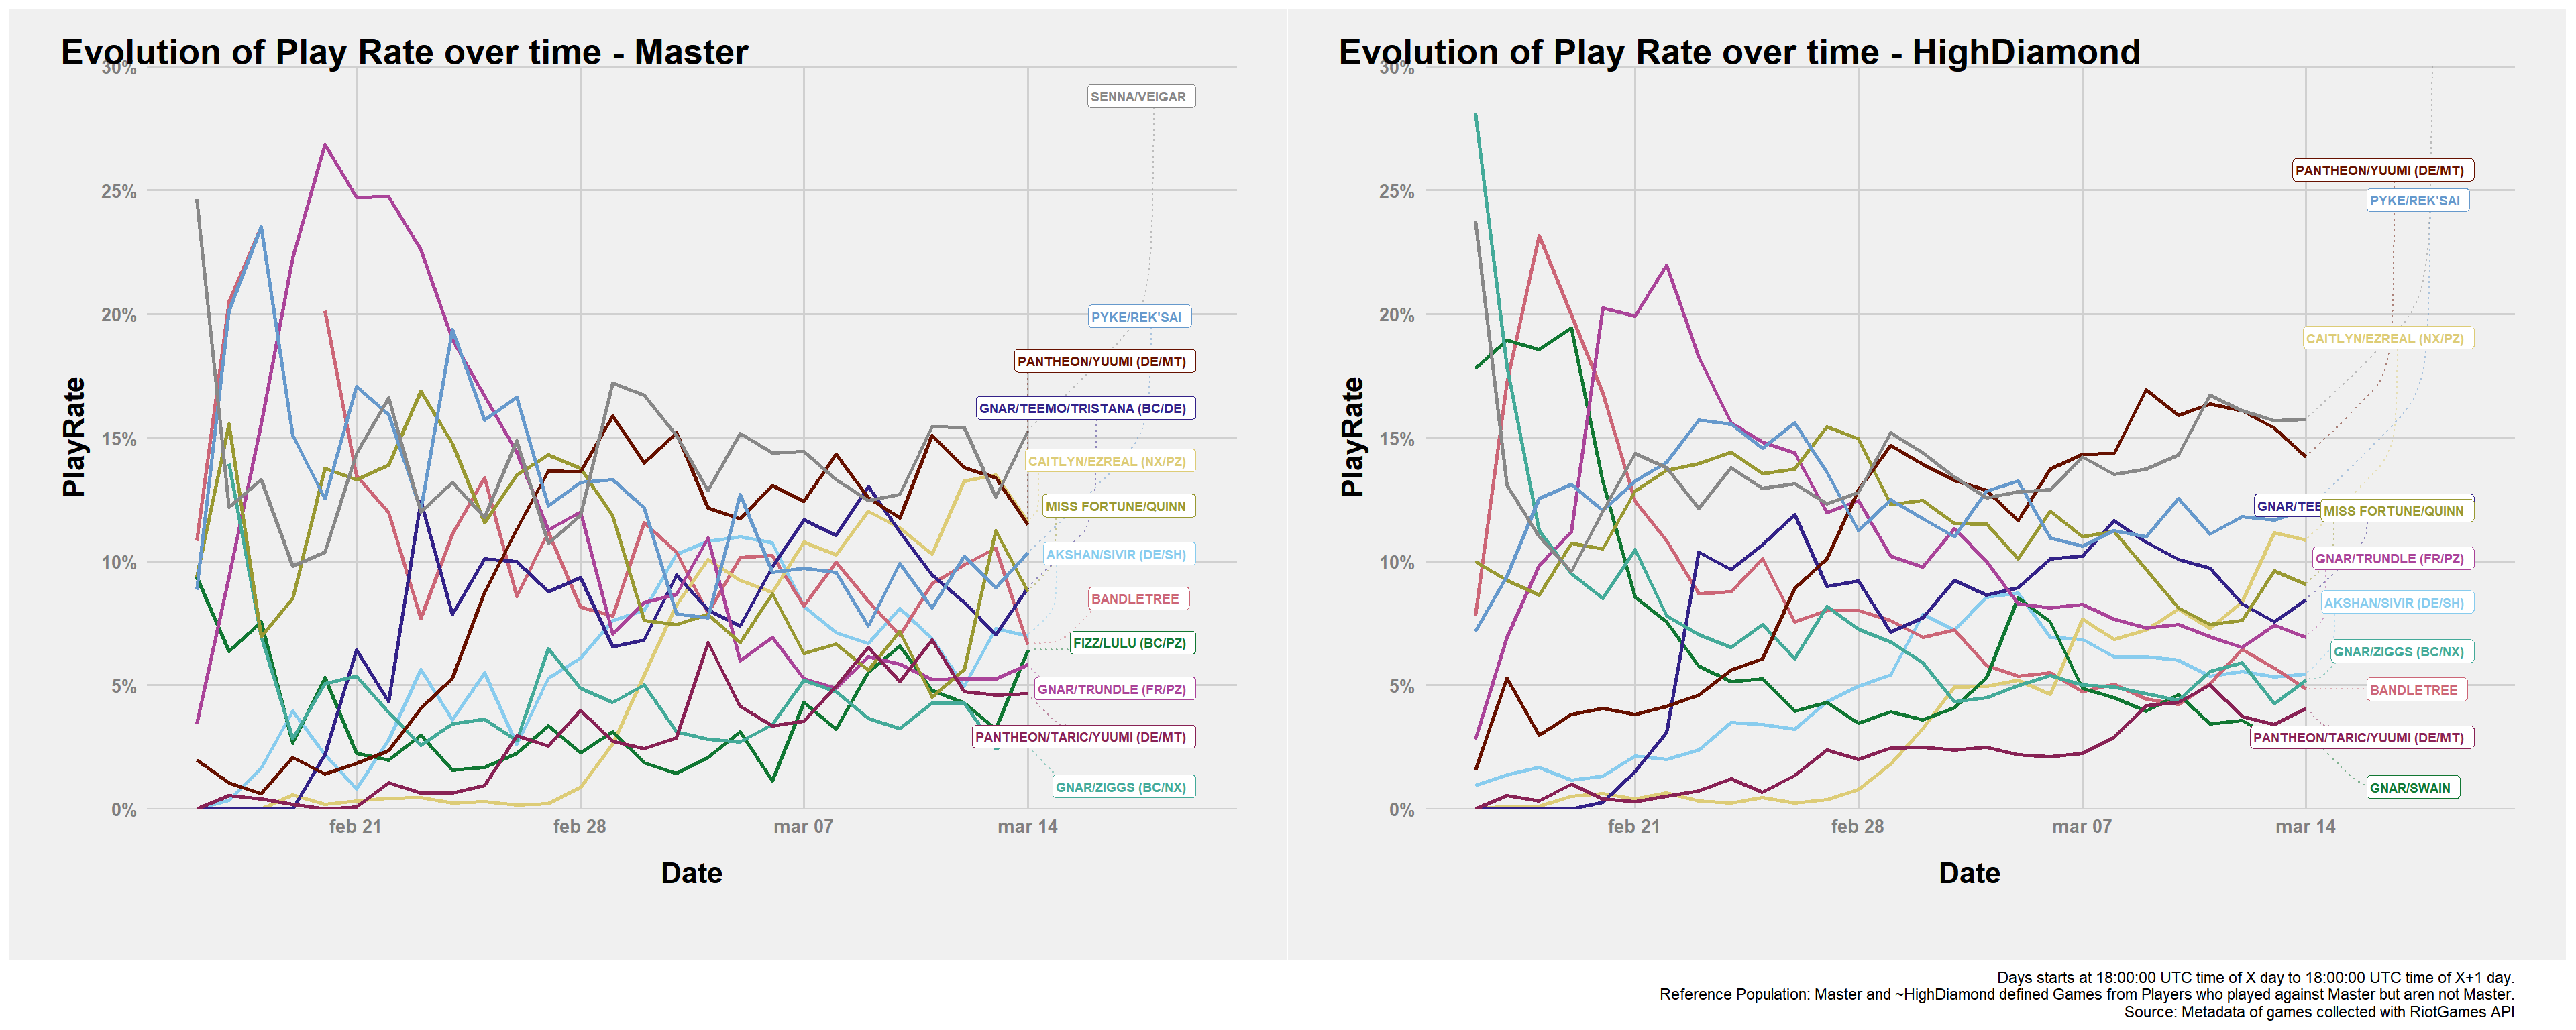 Evolution of Play Rate over time - Master
30%
25%
20%
15%
10%
5%
0%
PlayRate
SENNA/VEIGAR
PYKE/REK'SAI
PANTHEON/YUUMI (DE/MT)
GNAR/TEEMO/TRISTANA (BC/DE)
CAITLYN/EZREAL (NX/PZ)
MISS FORTUNE/QUINN
AKSHAN/SIVIR (DE/SH)
BANDLETREE
FIZZ/LULU (BC/PZ)
GNAR/TRUNDLE (FR/PZ)
PANTHEON/TARIC/YUUMI (DE/MT)
GNAR/ZIGGS (BC/NX)
feb 21
feb 28
mar 07
mar 14
Date
Evolution of Play Rate over time - HighDiamond
30%
25%
20%
15%
10%
5%
0%
PlayRate
PANTHEON/YUUMI (DE/MT)
PYKE/REK'SAI
CAITLYN/EZREAL (NX/PZ)
GNAR/TEE
MISS FORTUNE/QUINN
GNAR/TRUNDLE (FR/PZ)
AKSHAN/SIVIR (DE/SH)
GNAR/ZIGGS (BC/NX)
BANDLETREE
PANTHEON/TARIC/YUUMI (DE/MT)
GNAR/SWAIN
feb 21
feb 28
mar 07
mar 14
Date
Days starts at 18:00:00 UTC time of X day to 18:00:00 UTC time of X+1 day.
Reference Population: Master and ~HighDiamond defined Games from Players who played against Master but aren not Master.
Source: Metadata of games collected with RiotGames API